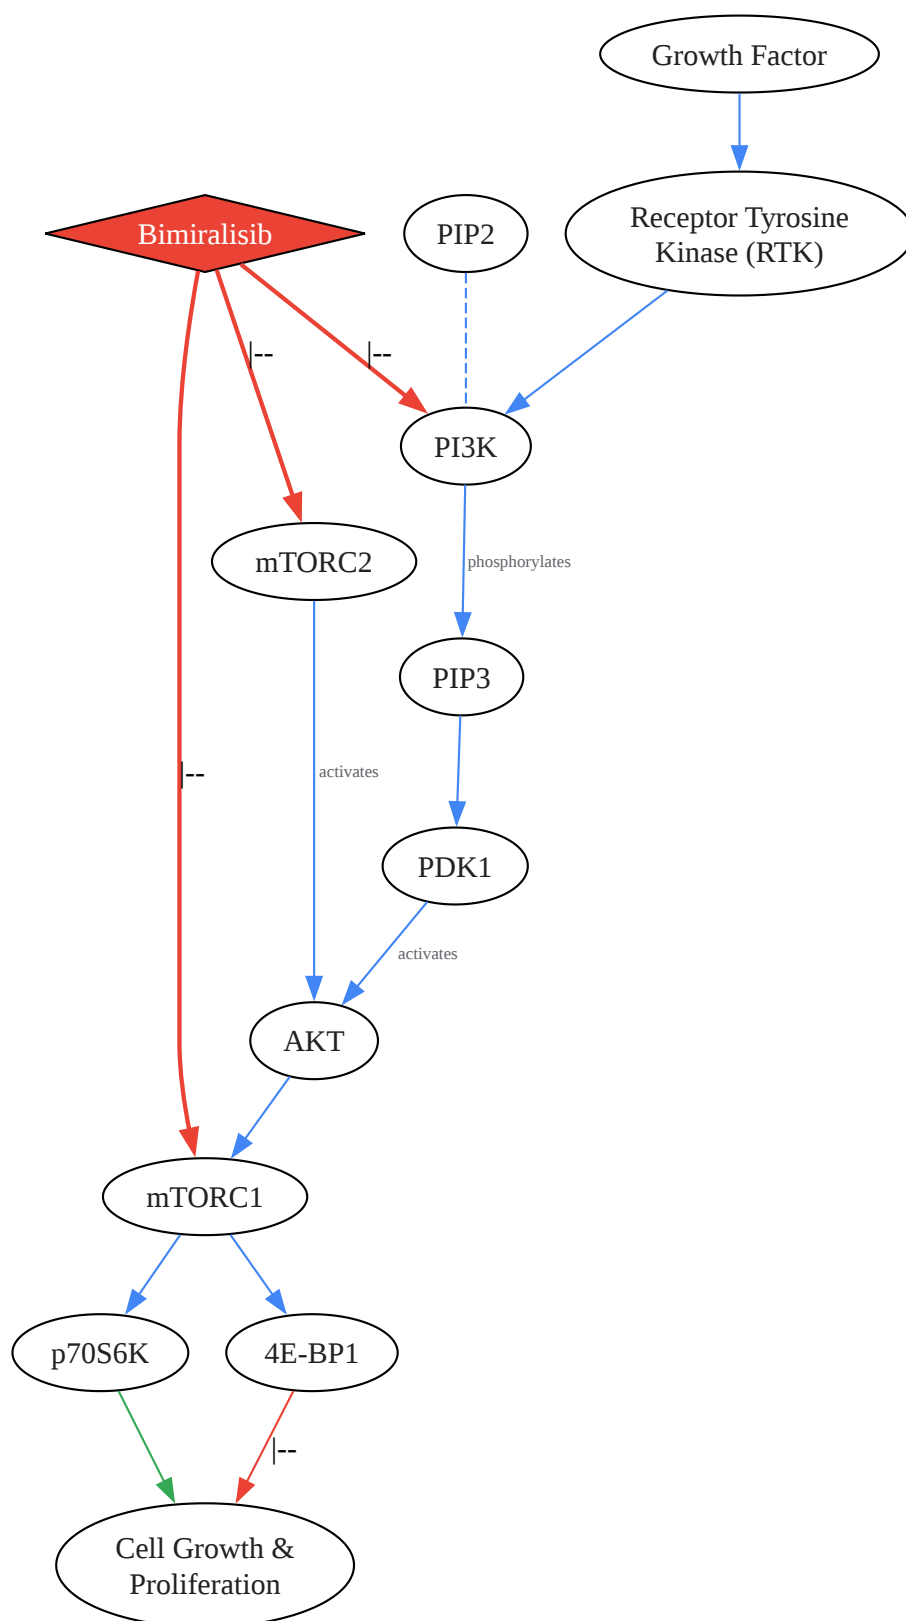 Growth Factor
Bimiralisib
PIP2
Receptor Tyrosine
Kinase (RTK)
|--
|--
PI3K
mTORC2
phosphorylates
PIP3
|--
activates
PDK1
activates
AKT
mTORC1
p70S6K
4E-BP1
|--
Cell Growth &
Proliferation